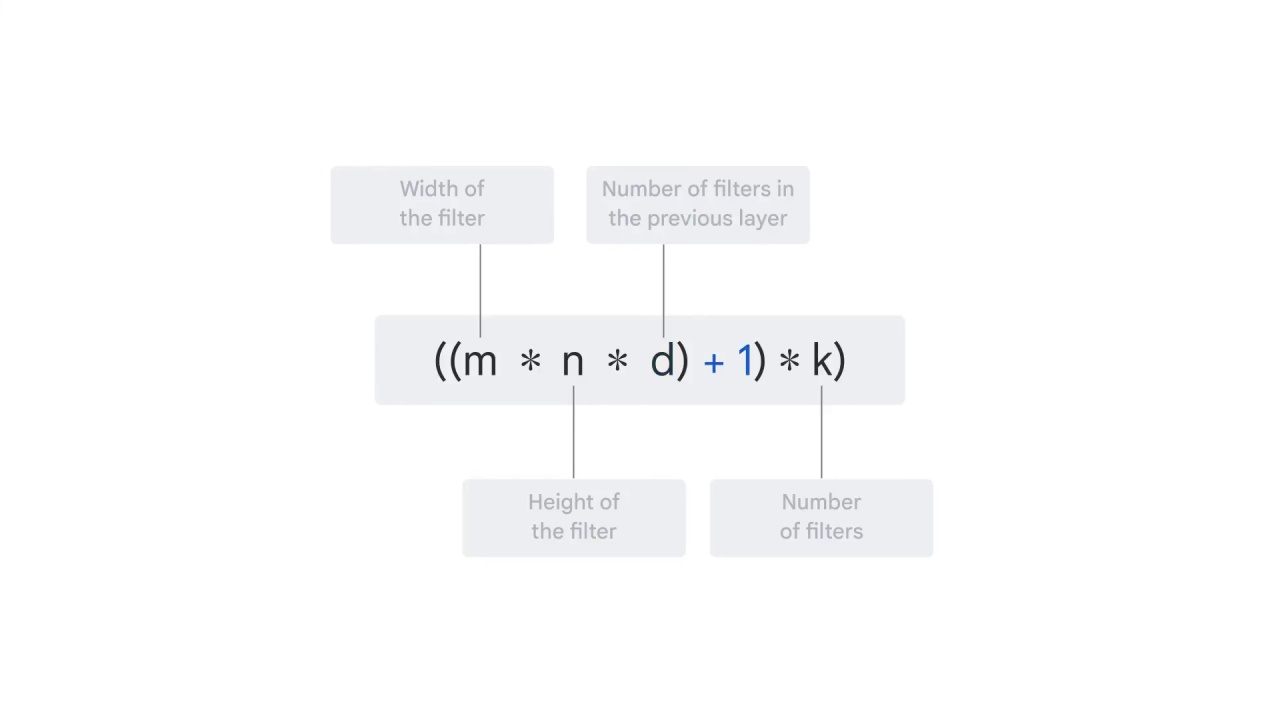 Width of
the filter
Number of filters in
the previous layer
((m * n * d) + 1) * k)
Height of
the filter
Number
of filters